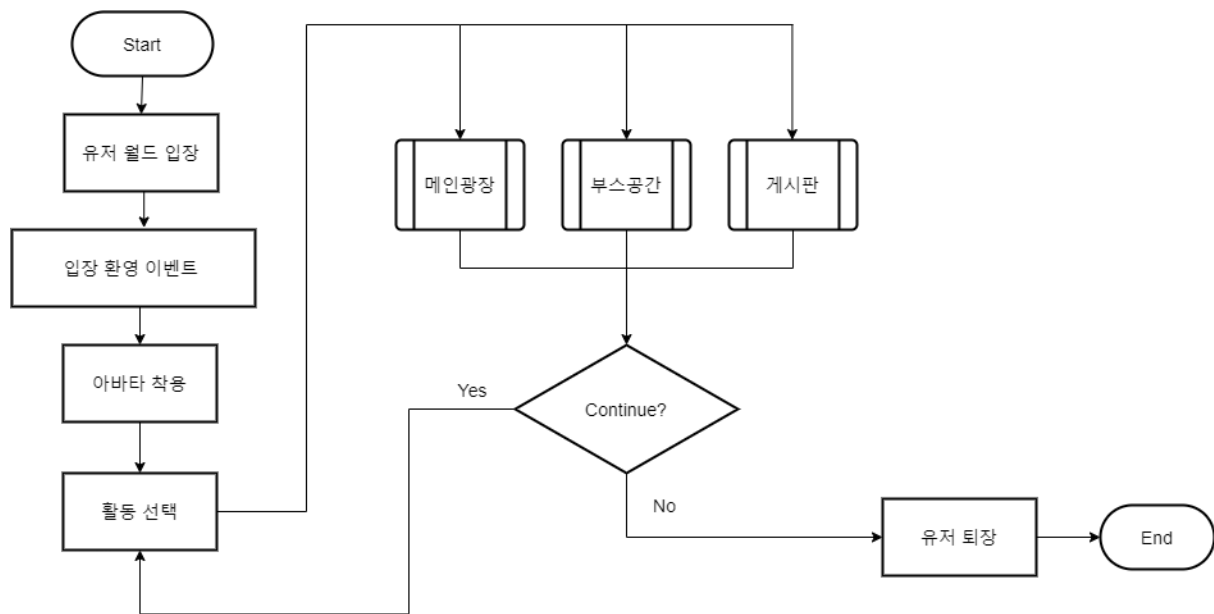 Start
유저 월드 입장
입장 환영 이벤트
아바타 착용
활동 선택
메인광장
부스공간
게시판
Continue?
Yes
No
유저 퇴장
End